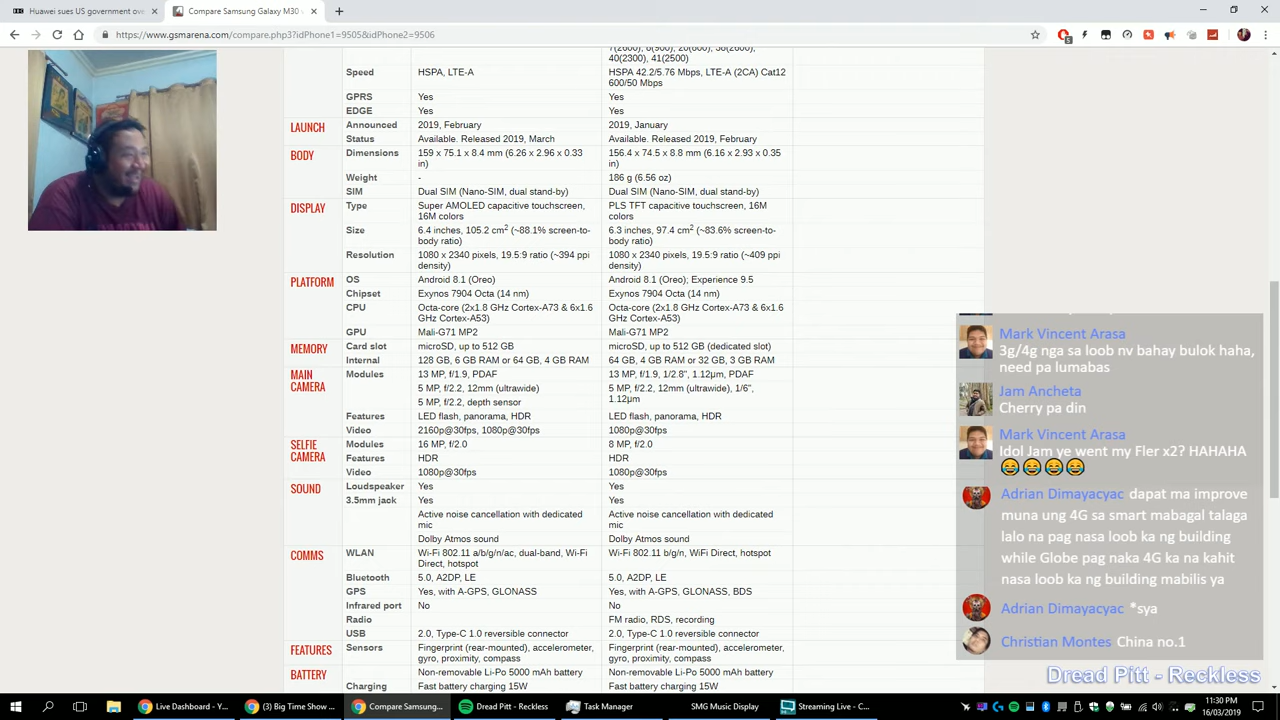 Huawei sues US government ove
Compare Samsung Galaxy M30 v
https://www.gsmarena.com/compare.php3?idPhone1=9505&idPhone2=9506
5
7(2600), 8(900), 20(800), 38(2600),
40(2300), 41(2500)
Speed HSPA, LTE-A HSPA 42.2/5.76 Mbps, LTE-A (2CA) Cat12
600/50 Mbps
GPRS Yes Yes
EDGE Yes Yes
LAUNCH Announced 2019, February 2019, January
Status Available. Released 2019, March Available. Released 2019, February
BODY Dimensions 159 x 75.1 x 8.4 mm (6.26 x 2.96 x 0.33 156.4 x 74.5 x 8.8 mm (6.16 x 2.93 x 0.35
in) in)
Weight - 186 g (6.56 oz)
SIM Dual SIM (Nano-SIM, dual stand-by) Dual SIM (Nano-SIM, dual stand-by)
DISPLAY Type Super AMOLED capacitive touchscreen, PLS TFT capacitive touchscreen, 16M
16M colors colors
Size 6.4 inches, 105.2 cm2 (~88.1% screen-to- 6.3 inches, 97.4 cm2 (~83.6% screen-to-
body ratio) body ratio)
Resolution 1080 x 2340 pixels, 19.5:9 ratio (~394 ppi 1080 x 2340 pixels, 19.5:9 ratio (~409 ppi
density) density)
PLATFORM OS Android 8.1 (Oreo) Android 8.1 (Oreo); Experience 9.5
Chipset Exynos 7904 Octa (14 nm) Exynos 7904 Octa (14 nm)
CPU Octa-core (2x1.8 GHz Cortex-A73 & 6x1.6 Octa-core (2x1.8 GHz Cortex-A73 & 6x1.6
GHz Cortex-A53) GHz Cortex-A53)
GPU Mali-G71 MP2 Mali-G71 MP2
MEMORY Card slot microSD, up to 512 GB microSD, up to 512 GB (dedicated slot)
Internal 128 GB, 6 GB RAM or 64 GB, 4 GB RAM 64 GB, 4 GB RAM or 32 GB, 3 GB RAM
MAIN CAMERA Modules 13 MP, f/1.9, PDAF 13 MP, f/1.9, 1/2.8", 1.12µm, PDAF
5 MP, f/2.2, 12mm (ultrawide) 5 MP, f/2.2, 12mm (ultrawide), 1/6",
5 MP, f/2.2, depth sensor 1.12µm
Features LED flash, panorama, HDR LED flash, panorama, HDR
Video 2160p@30fps, 1080p@30fps 1080p@30fps
SELFIE CAMERA Modules 16 MP, f/2.0 8 MP, f/2.0
Features HDR HDR
Video 1080p@30fps 1080p@30fps
SOUND Loudspeaker Yes Yes
3.5mm jack Yes Yes
Active noise cancellation with dedicated Active noise cancellation with dedicated
mic mic
Dolby Atmos sound Dolby Atmos sound
COMMS WLAN Wi-Fi 802.11 a/b/g/n/ac, dual-band, Wi-Fi Wi-Fi 802.11 b/g/n, WiFi Direct, hotspot
Direct, hotspot
Bluetooth 5.0, A2DP, LE 5.0, A2DP, LE
GPS Yes, with A-GPS, GLONASS Yes, with A-GPS, GLONASS, BDS
Infrared port No No
Radio FM radio, RDS, recording
USB 2.0, Type-C 1.0 reversible connector 2.0, Type-C 1.0 reversible connector
FEATURES Sensors Fingerprint (rear-mounted), accelerometer, Fingerprint (rear-mounted), accelerometer,
gyro, proximity, compass gyro, proximity, compass
BATTERY Non-removable Li-Po 5000 mAh battery Non-removable Li-Po 5000 mAh battery
Charging Fast battery charging 15W Fast battery charging 15W
Mark Vincent Arasa
3g/4g nga sa loob nv bahay bulok haha,
need pa lumabas
Jam Ancheta
Cherry pa din
Mark Vincent Arasa
Idol Jam ye went my Fler x2? HAHAHA
😂😂😂😂
Adrian Dimayacyac dapat ma improve
muna ung 4G sa smart mabagal talaga
lalo na pag nasa loob ka ng building
while Globe pag naka 4G ka na kahit
nasa loob ka ng building mabilis ya
Adrian Dimayacyac *sya
Christian Montes China no.1
Dread Pitt - Reckless
Live Dashboard - Y...
(3) Big Time Show ...
Compare Samsung...
Dread Pitt - Reckless
Task Manager
SMG Music Display
Streaming Live - C...
11:30 PM
16/03/2019